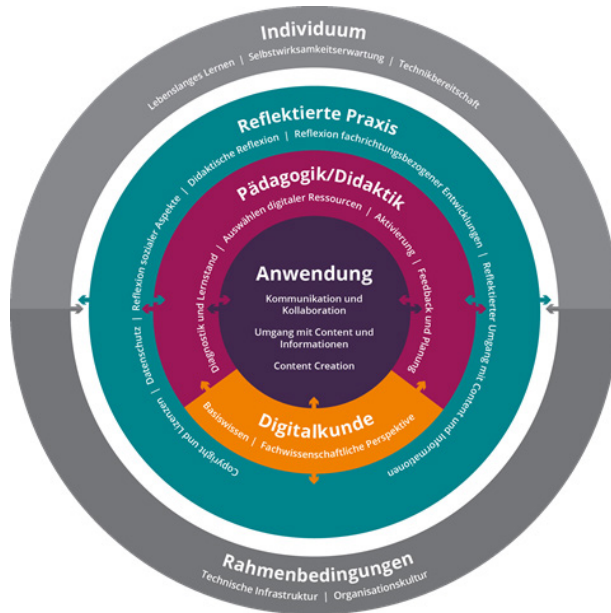 Individuum
Lebenslanges Lernen | Selbstwirksamkeitserwartung | Technikbereitschaft
Reflektierte Praxis
Copyright und Lizenzen | Datenschutz | Reflexion sozialer Aspekte | Didaktische Reflexion | Reflexion fachrichtungsbezogener Entwicklungen | Reflektierter Umgang mit Content und Informationen
Pädagogik/Didaktik
Diagnostik und Lernstand | Auswählen digitaler Ressourcen | Aktivierung | Feedback und Planung
Anwendung
Kommunikation und
Kollaboration
Umgang mit Content und
Informationen
Content Creation
Digitalkunde
Basiswissen | Fachwissenschaftliche Perspektive
Rahmenbedingungen
Technische Infrastruktur | Organisationskultur